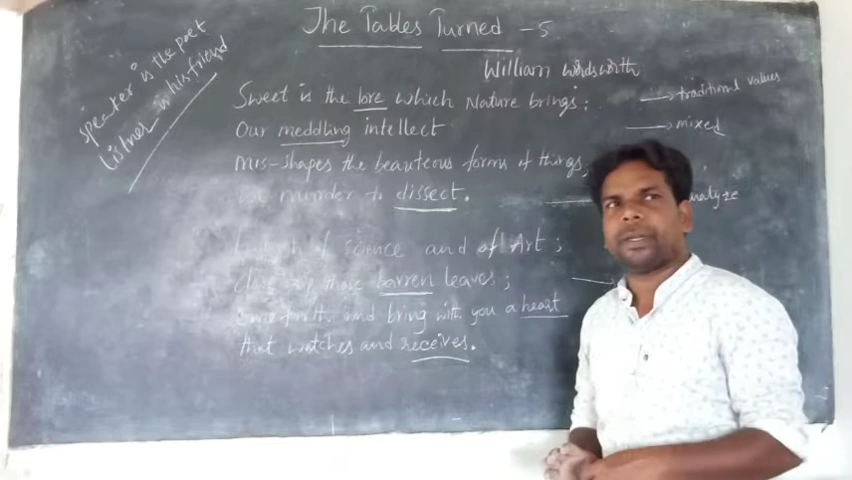 The Tables Turned - 5
William wordsworth
speaker is the poet
listner is his friend
Sweet is the lore which Nature brings;
traditional values
Our meddling intellect
mixed
Mis-shapes the beauteous forms of things,
murder to dissect.
of science and of Art;
barren leaves;
and bring with you a heart
that watches and receives.